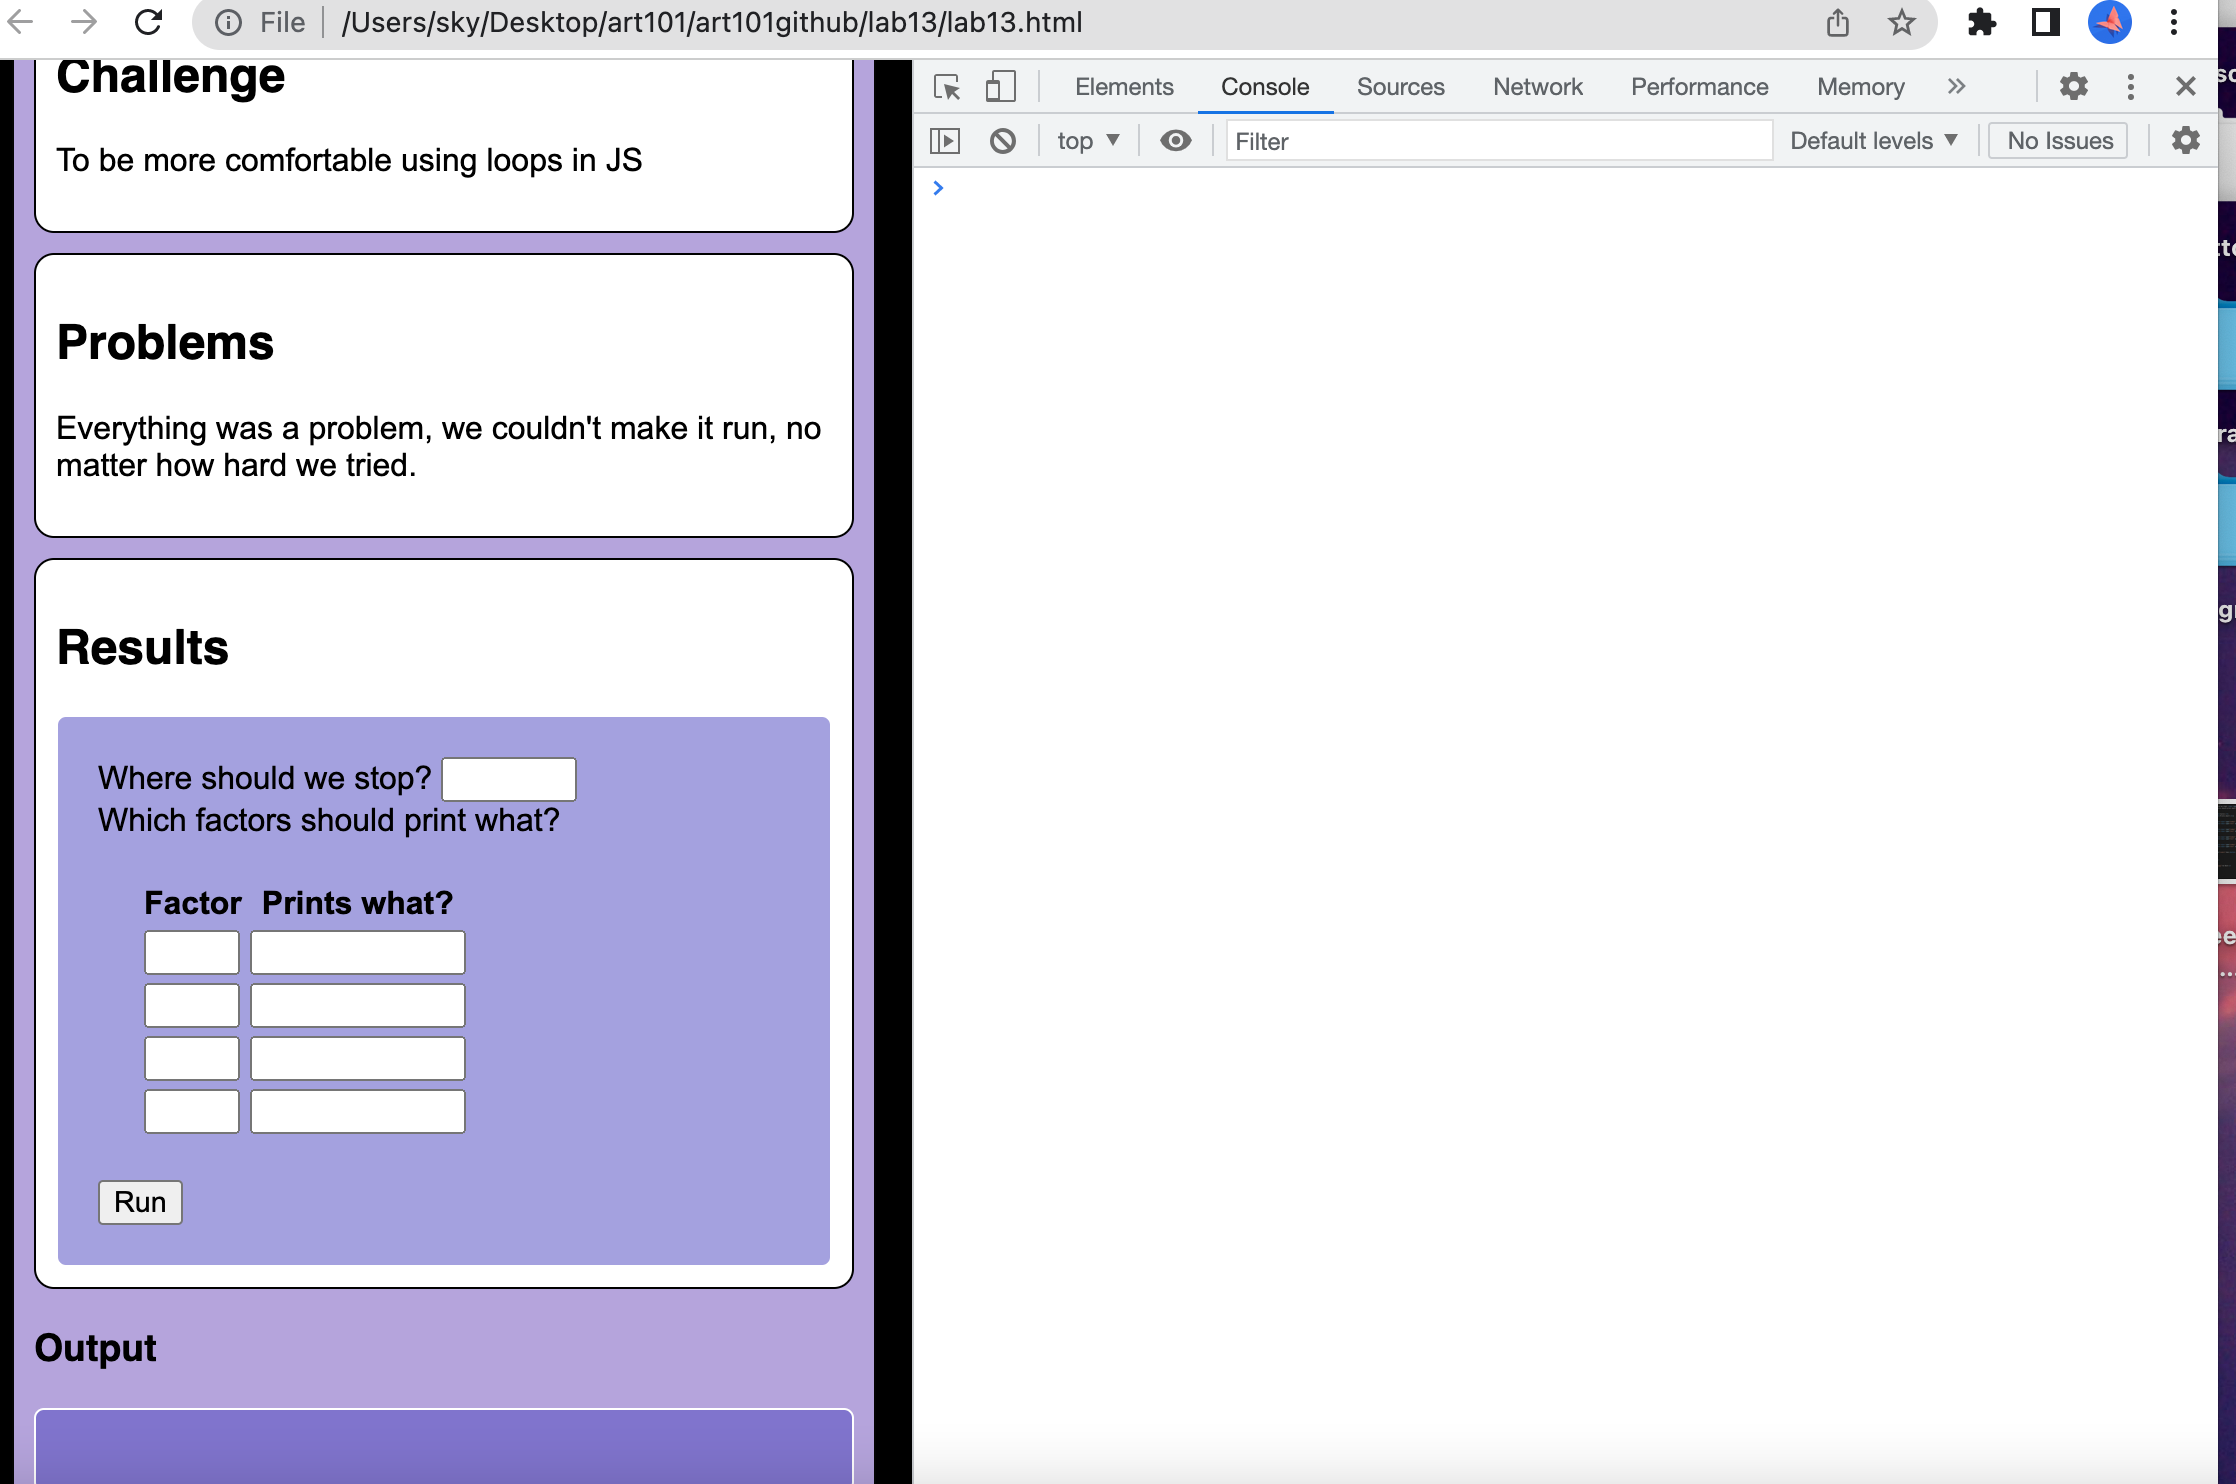 File /Users/sky/Desktop/art101/art101github/lab13/lab13.html
Elements Console Sources Network Performance Memory
top Filter Default levels No Issues
Challenge
To be more comfortable using loops in JS
Problems
Everything was a problem, we couldn't make it run, no
matter how hard we tried.
Results
Where should we stop?
Which factors should print what?
Factor Prints what?
Run
Output